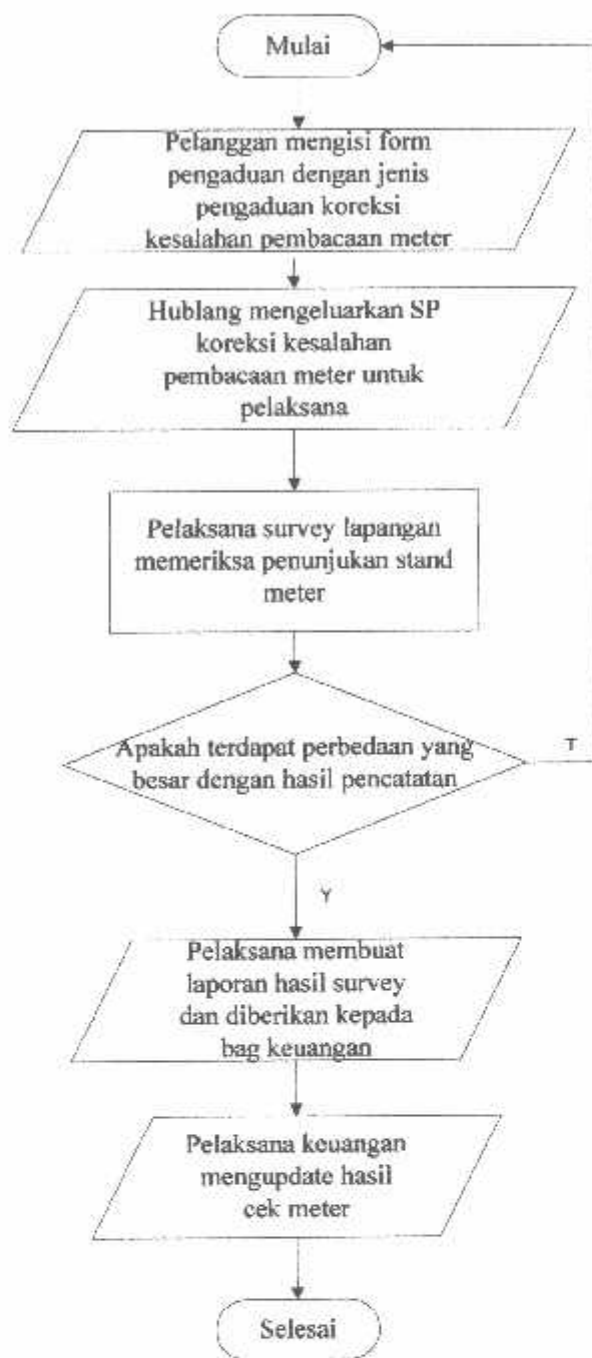 Mulai
Pelanggan mengisi form
pengaduan dengan jenis
pengaduan koreksi
kesalahan pembacaan meter
Hublang mengeluarkan SP
koreksi kesalahan
pembacaan meter untuk
pelaksana
Pelaksana survey lapangan
memeriksa penunjukan stand
meter
Apakah terdapat perbedaan yang
besar dengan hasil pencatatan
T
Y
Pelaksana membuat
laporan hasil survey
dan diberikan kepada
bag keuangan
Pelaksana keuangan
mengupdate hasil
cek meter
Selesai